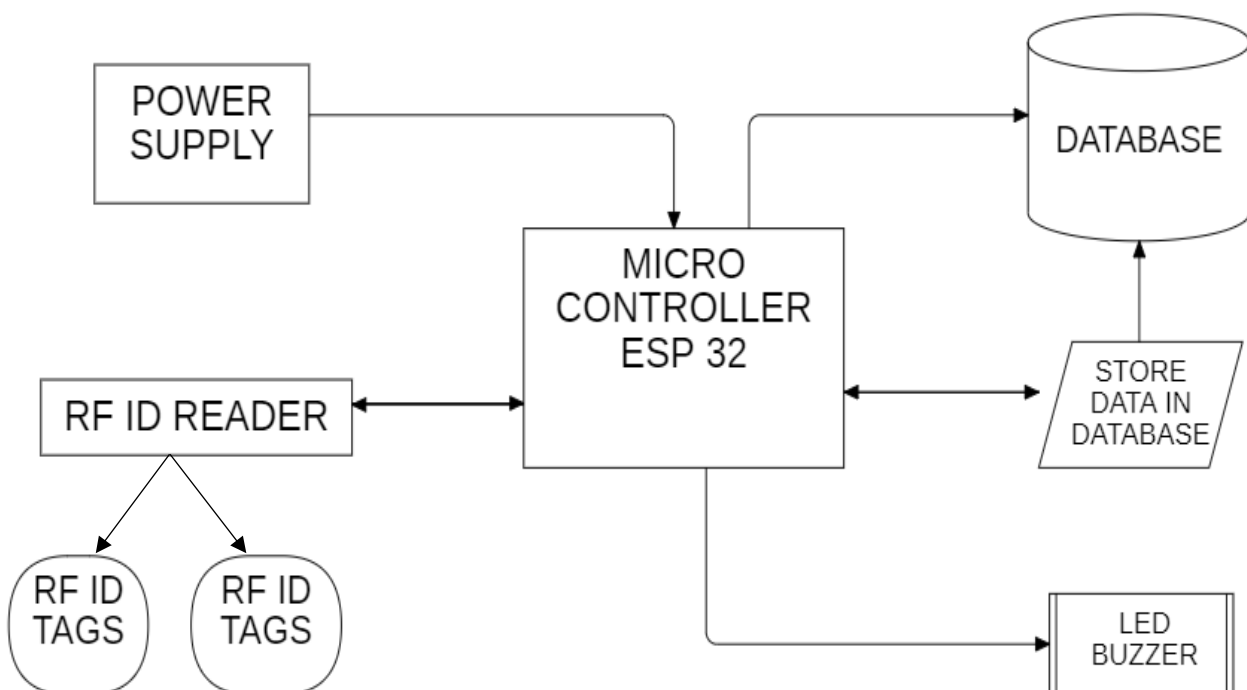 POWER
SUPPLY
DATABASE
MICRO
CONTROLLER
ESP 32
STORE
DATA IN
DATABASE
RF ID READER
RF ID
TAGS
RF ID
TAGS
LED
BUZZER